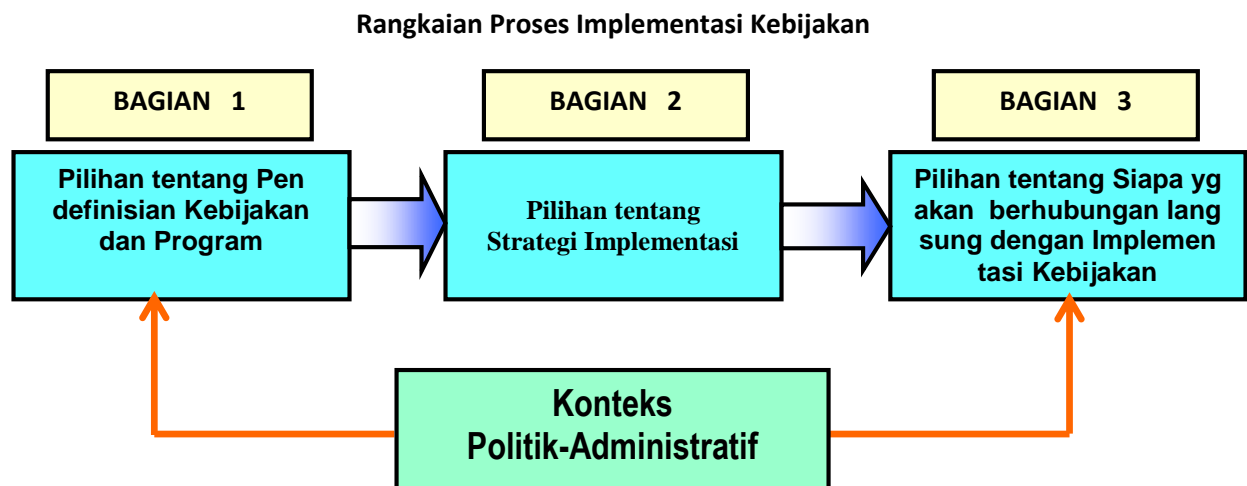 Rangkaian Proses Implementasi Kebijakan
BAGIAN 1
Pilihan tentang Pen
definisian Kebijakan
dan Program
BAGIAN 2
Pilihan tentang
Strategi Implementasi
BAGIAN 3
Pilihan tentang Siapa yg
akan berhubungan lang
sung dengan Implemen
tasi Kebijakan
Konteks
Politik-Administratif